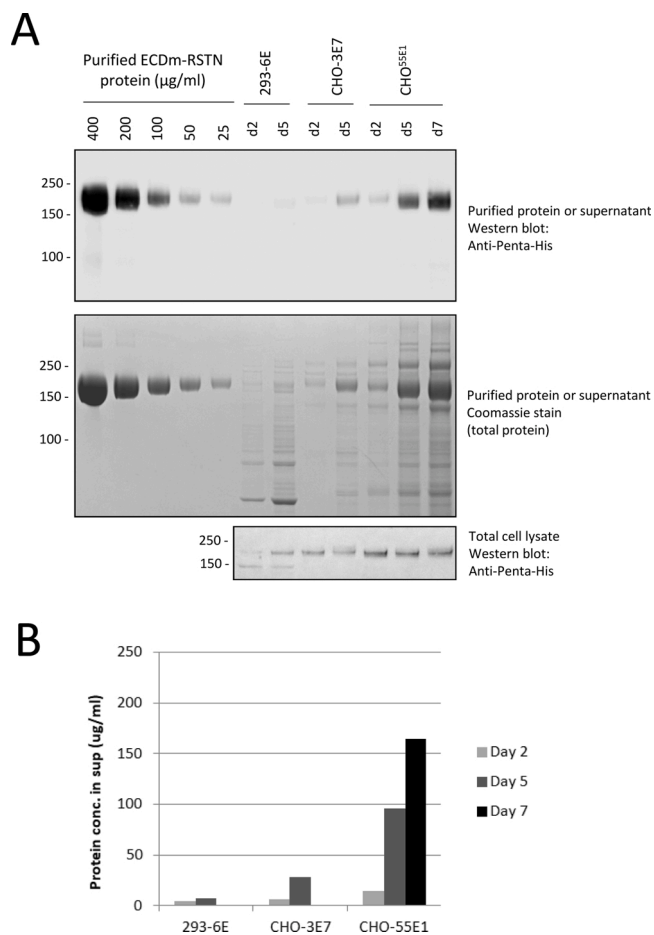 A
Purified ECDm-RSTN
protein (µg/ml)
293-6E
CHO-3E7
CHO55E1
400 200 100 50 25 d2 d5 d2 d5 d2 d5 d7
250 -
150 -
100 -
Purified protein or supernatant
Western blot:
Anti-Penta-His
250 -
150 -
100 -
Purified protein or supernatant
Coomassie stain
(total protein)
250 -
150 -
Total cell lysate
Western blot:
Anti-Penta-His
B
Protein conc. in sup (ug/ml)
250
200
150
100
50
0
293-6E CHO-3E7 CHO-55E1
Day 2
Day 5
Day 7